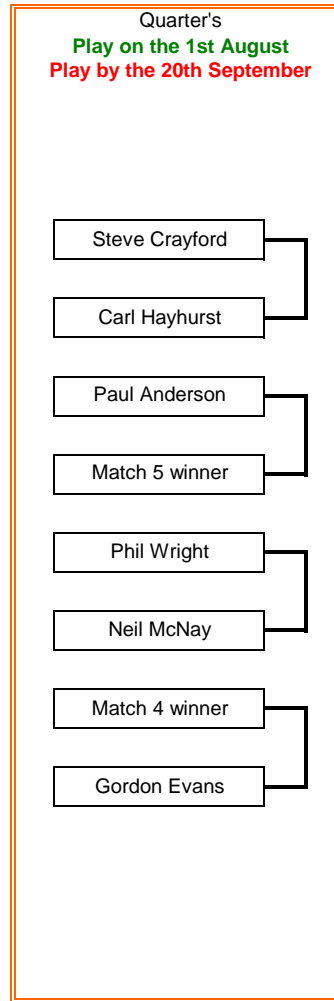 Quarter's
Play on the 1st August
Play by the 20th September
Steve Crayford
Carl Hayhurst
Paul Anderson
Match 5 winner
Phil Wright
Neil McNay
Match 4 winner
Gordon Evans